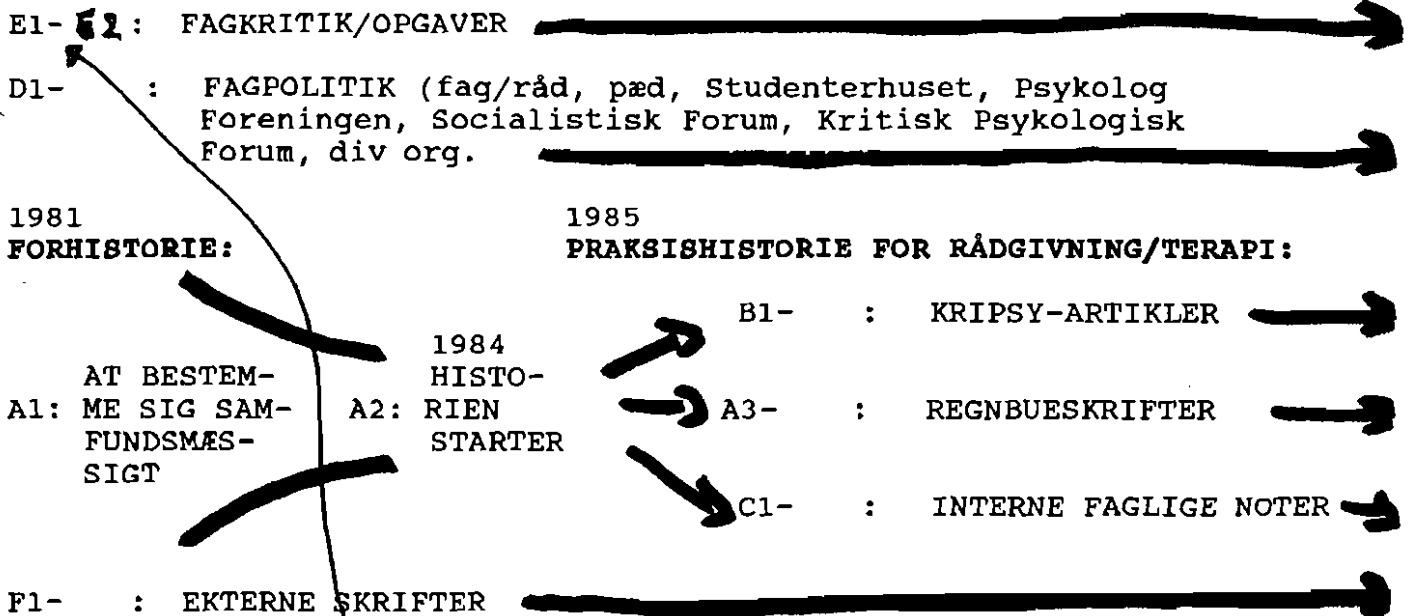 E1- E2: FAGKRITIK/OPGAVER
D1- : FAGPOLITIK (fag/råd, pæd, Studenterhuset, Psykolog
Foreningen, Socialistisk Forum, Kritisk Psykologisk
Forum, div org.
1981
FORHISTORIE:
1985
PRAKSISHISTORIE FOR RÅDGIVNING/TERAPI:
B1- : KRIPSY-ARTIKLER
A1: AT BESTEM-
ME SIG SAM-
FUNDSMÆS-
SIGT
1984
A2: HISTO-
RIEN
STARTER
A3- : REGNBUESKRIFTER
C1- : INTERNE FAGLIGE NOTER
F1- : EKTERNE SKRIFTER